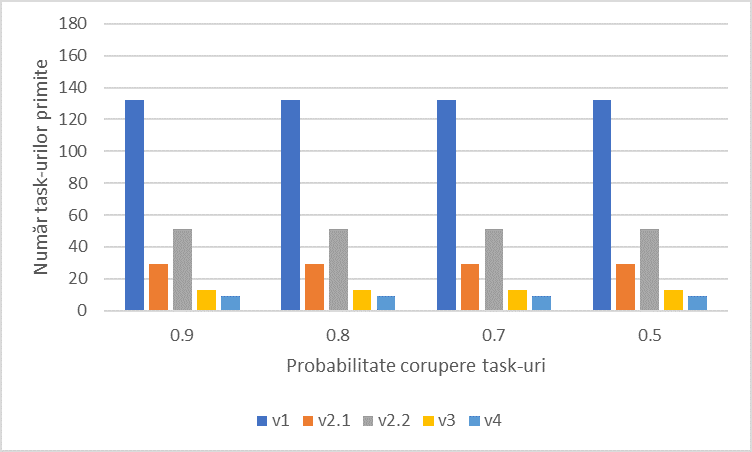 180
160
140
120
100
80
60
40
20
0
Număr task-urilor primite
0.9 0.8 0.7 0.5
Probabilitate corupere task-uri
v1 v2.1 v2.2 v3 v4